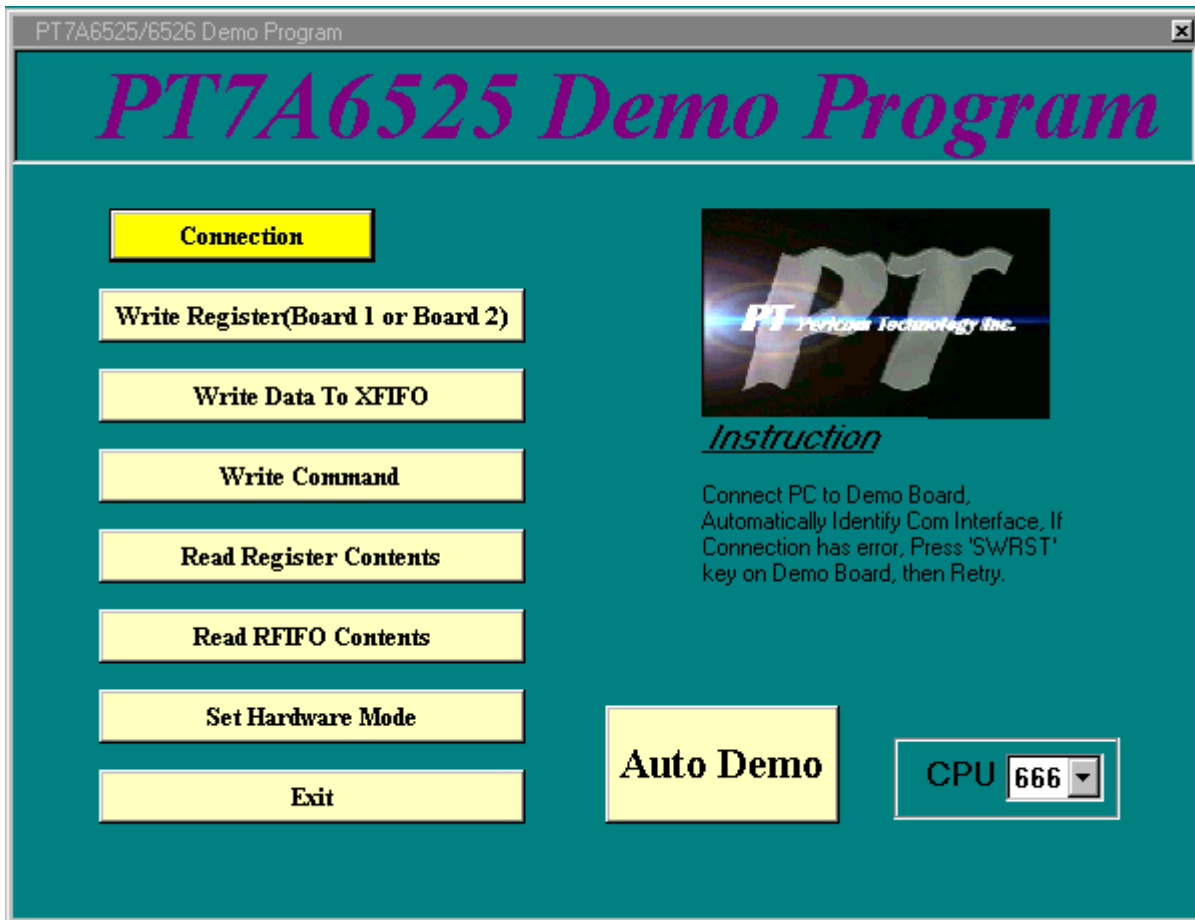 PT7A6525/6526 Demo Program
PT7A6525 Demo Program
Connection
Write Register(Board 1 or Board 2)
Write Data To XFIFO
Write Command
Read Register Contents
Read RFIFO Contents
Set Hardware Mode
Exit
PT
PT Pericom Technology Inc.
Instruction
Connect PC to Demo Board,
Automatically Identify Com Interface, If
Connection has error, Press 'SWRST'
key on Demo Board, then Retry.
Auto Demo
CPU 666